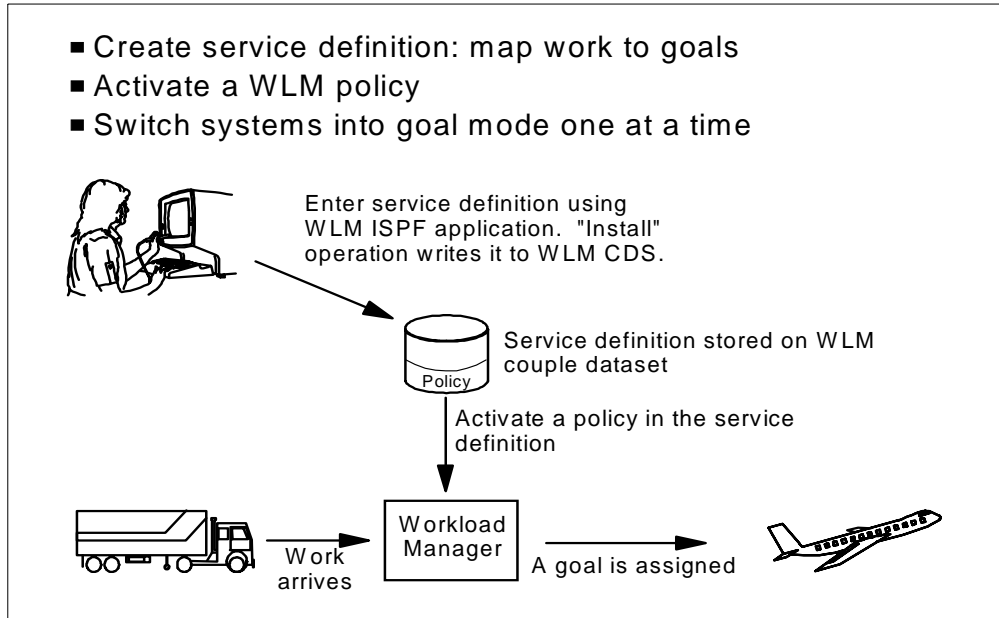 ■ Create service definition: map work to goals
■ Activate a WLM policy
■ Switch systems into goal mode one at a time
Enter service definition using
WLM ISPF application. "Install"
operation writes it to WLM CDS.
Service definition stored on WLM
couple dataset
Policy
Activate a policy in the service
definition
Workload
Manager
Work
arrives
A goal is assigned